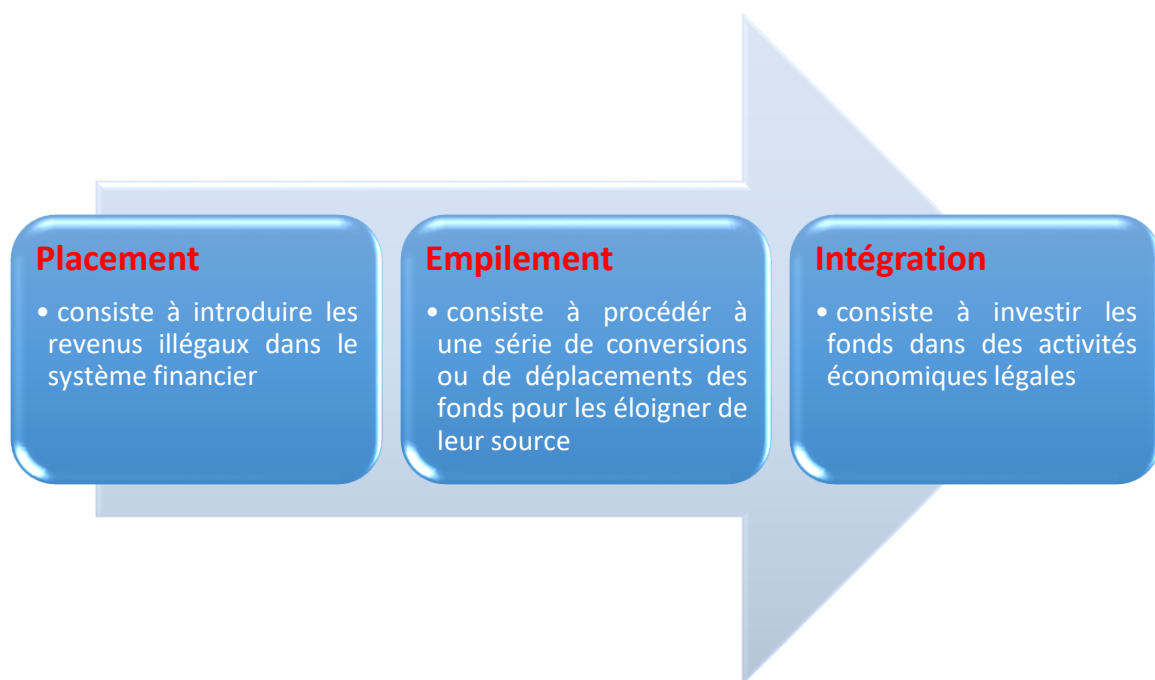 Placement
• consiste à introduire les
revenus illégaux dans le
système financier
Empilement
• consiste à procédér à
une série de conversions
ou de déplacements des
fonds pour les éloigner de
leur source
Intégration
• consiste à investir les
fonds dans des activités
économiques légales